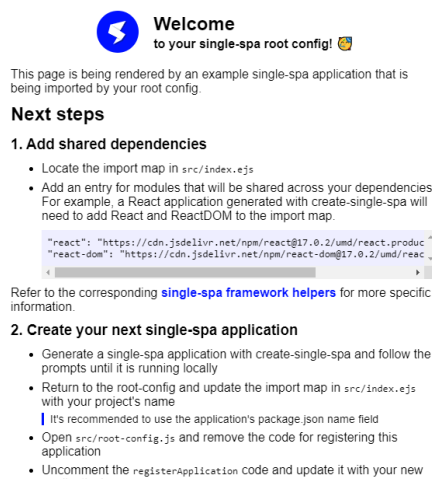 Welcome
to your single-spa root config!
This page is being rendered by an example single-spa application that is
being imported by your root config.
Next steps
1. Add shared dependencies
Locate the import map in src/index.ejs
Add an entry for modules that will be shared across your dependencies
For example, a React application generated with create-single-spa will
need to add React and ReactDOM to the import map.
"react": "https://cdn.jsdelivr.net/npm/react@17.0.2/umd/react.produc
"react-dom": "https://cdn.jsdelivr.net/npm/react-dom@17.0.2/umd/reac
Refer to the corresponding single-spa framework helpers for more specific
information.
2. Create your next single-spa application
Generate a single-spa application with create-single-spa and follow the
prompts until it is running locally
Return to the root-config and update the import map in src/index.ejs
with your project's name
It's recommended to use the application's package.json name field
Open src/root-config.js and remove the code for registering this
application
Uncomment the registerApplication code and update it with your new